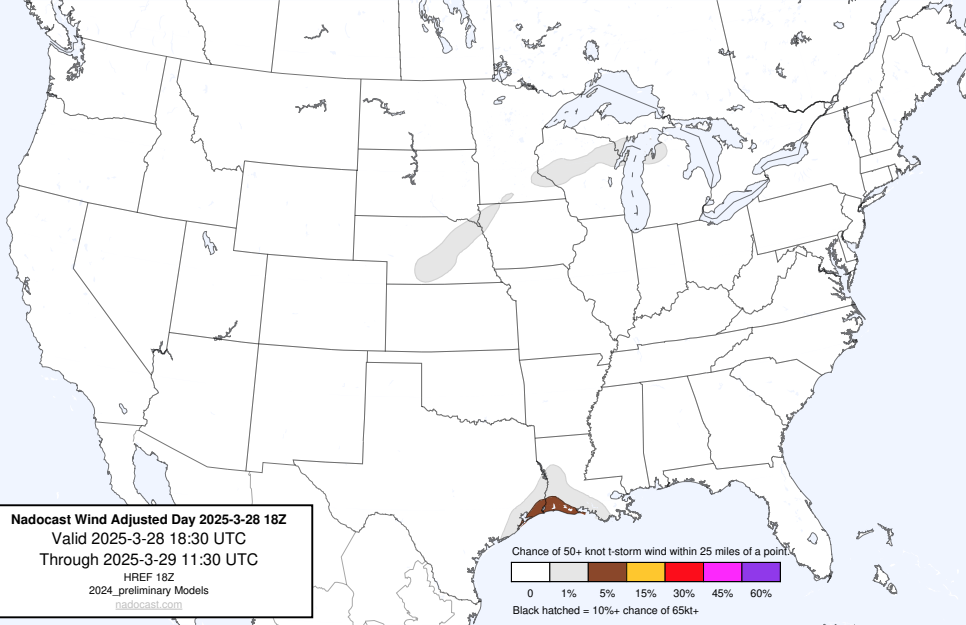 Nadocast Wind Adjusted Day 2025-3-28 18Z
Valid 2025-3-28 18:30 UTC
Through 2025-3-29 11:30 UTC
HREF 18Z
2024_preliminary Models
nadocast.com
Chance of 50+ knot t-storm wind within 25 miles of a point.
0 1% 5% 15% 30% 45% 60%
Black hatched = 10%+ chance of 65kt+